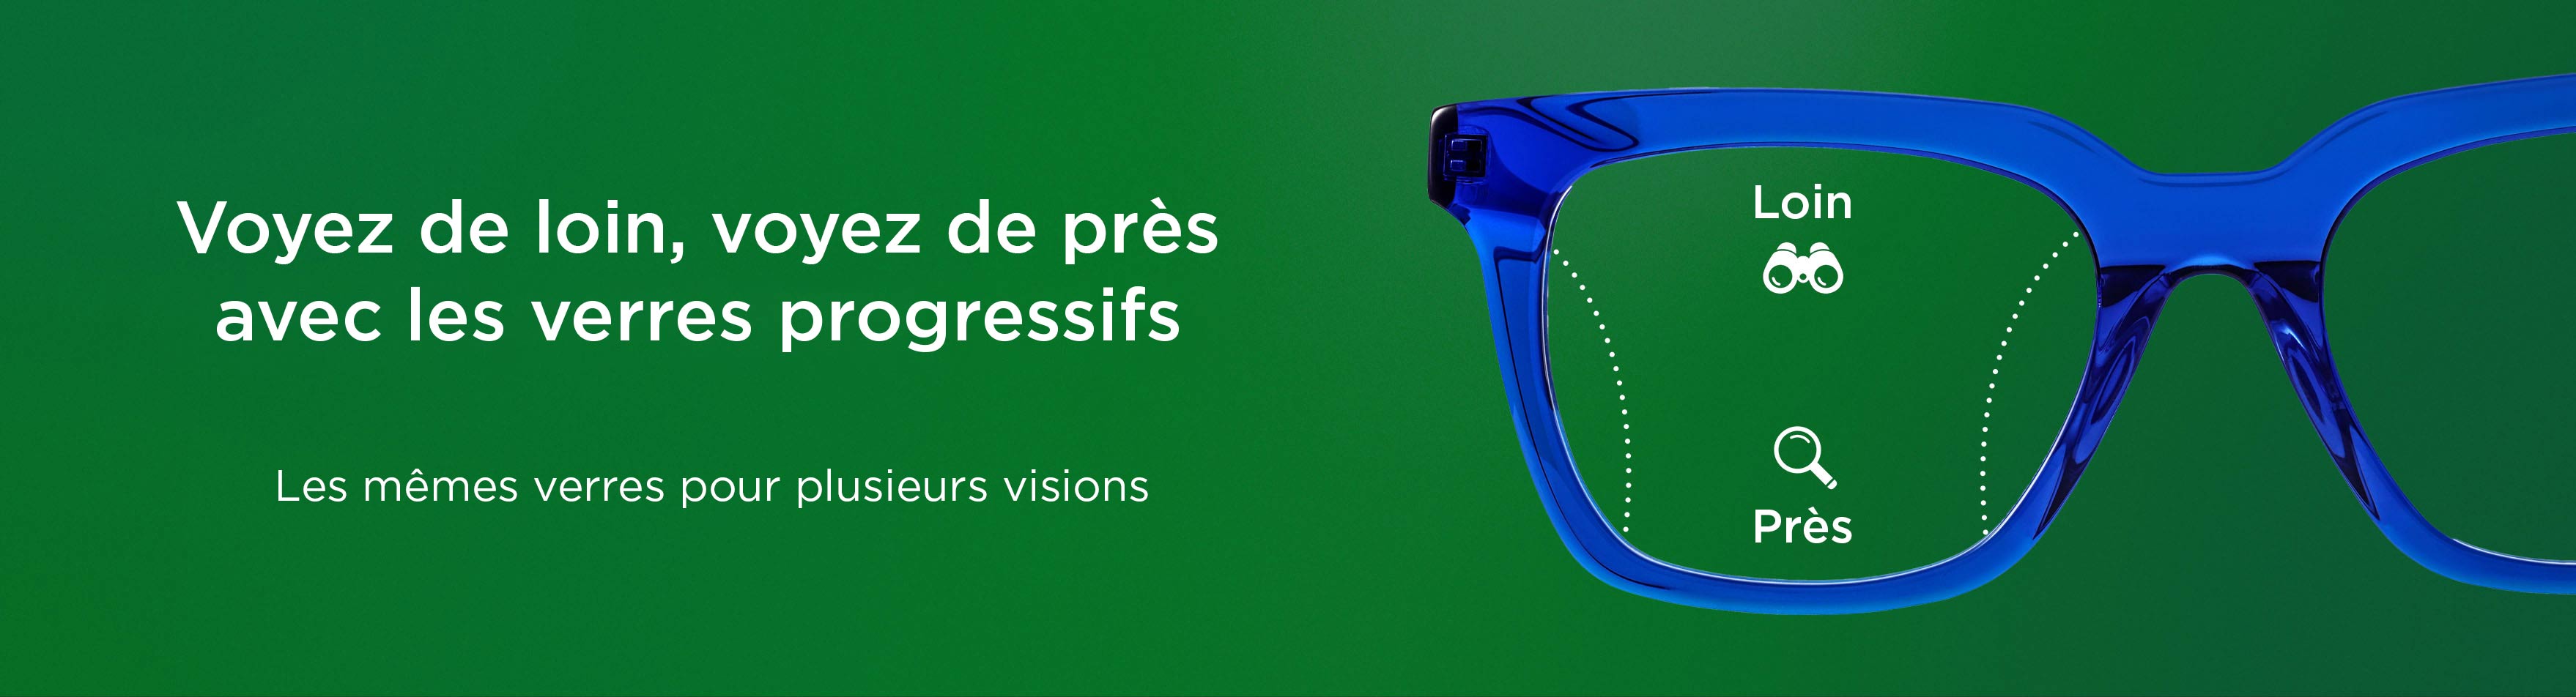 Voyez de loin, voyez de près
avec les verres progressifs
Les mêmes verres pour plusieurs visions
Loin
Près